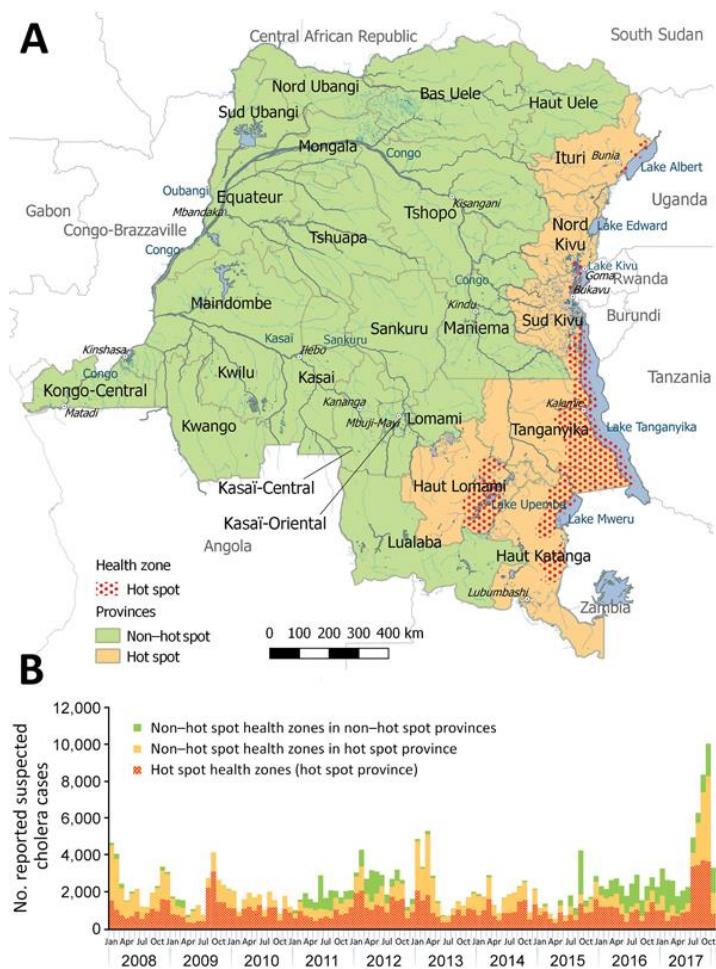 A
Central African Republic
South Sudan
Nord Ubangi
Bas Uele
Haut Uele
Sud Ubangi
Mongala
Congo
Ituri
Bunia
Lake Albert
Oubangi
Equateur
Gabon
Mbandaka
Congo-Brazzaville
Kisangani
Tshopo
Uganda
Nord
Kivu
Lake Edward
Congo
Tshuapa
Congo
Lake Kivu
Goma
Rwanda
Bukavu
Maindombe
Kindu
Sud Kivu
Burundi
Sankuru
Maniema
Kinshasa
Kasai
Sankuru
Ilebo
Congo
Kwilu
Kasai
Tanzania
Kongo-Central
Matadi
Kananga
Mbuji-Mayi
Lomami
Kalemie
Kwango
Tanganyika
Lake Tanganyika
Kasaï-Central
Haut Lomami
Lake Upemba
Kasaï-Oriental
Lake Mweru
Angola
Lualaba
Haut Katanga
Lubumbashi
Zambia
Health zone
Hot spot
Provinces
Non–hot spot
Hot spot
0 100 200 300 400 km
B
12,000
10,000
8,000
6,000
4,000
2,000
0
No. reported suspected
cholera cases
Non–hot spot health zones in non–hot spot provinces
Non–hot spot health zones in hot spot province
Hot spot health zones (hot spot province)
Jan Apr Jul Oct Jan Apr Jul Oct Jan Apr Jul Oct Jan Apr Jul Oct Jan Apr Jul Oct Jan Apr Jul Oct Jan Apr Jul Oct Jan Apr Jul Oct Jan Apr Jul Oct Jan Apr Jul Oct
2008 2009 2010 2011 2012 2013 2014 2015 2016 2017